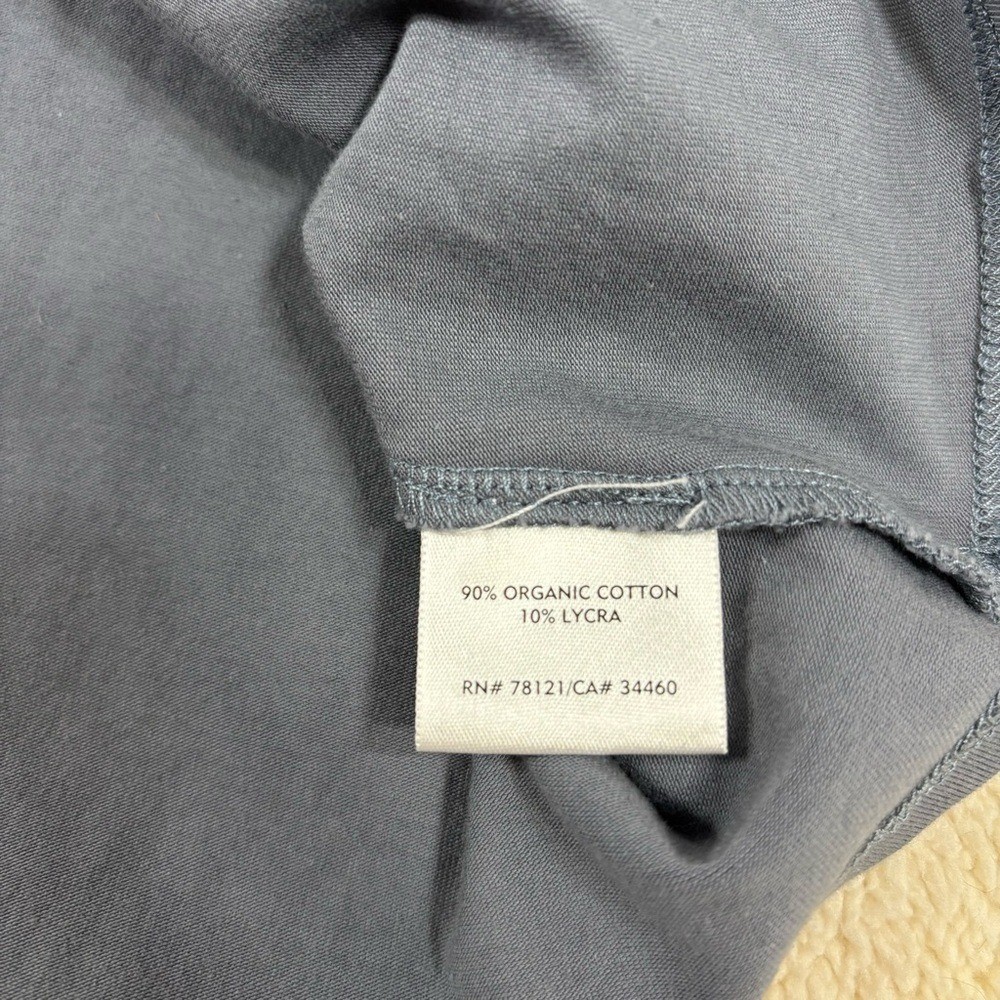 90% ORGANIC COTTON
10% LYCRA
RN# 78121/CA# 34460